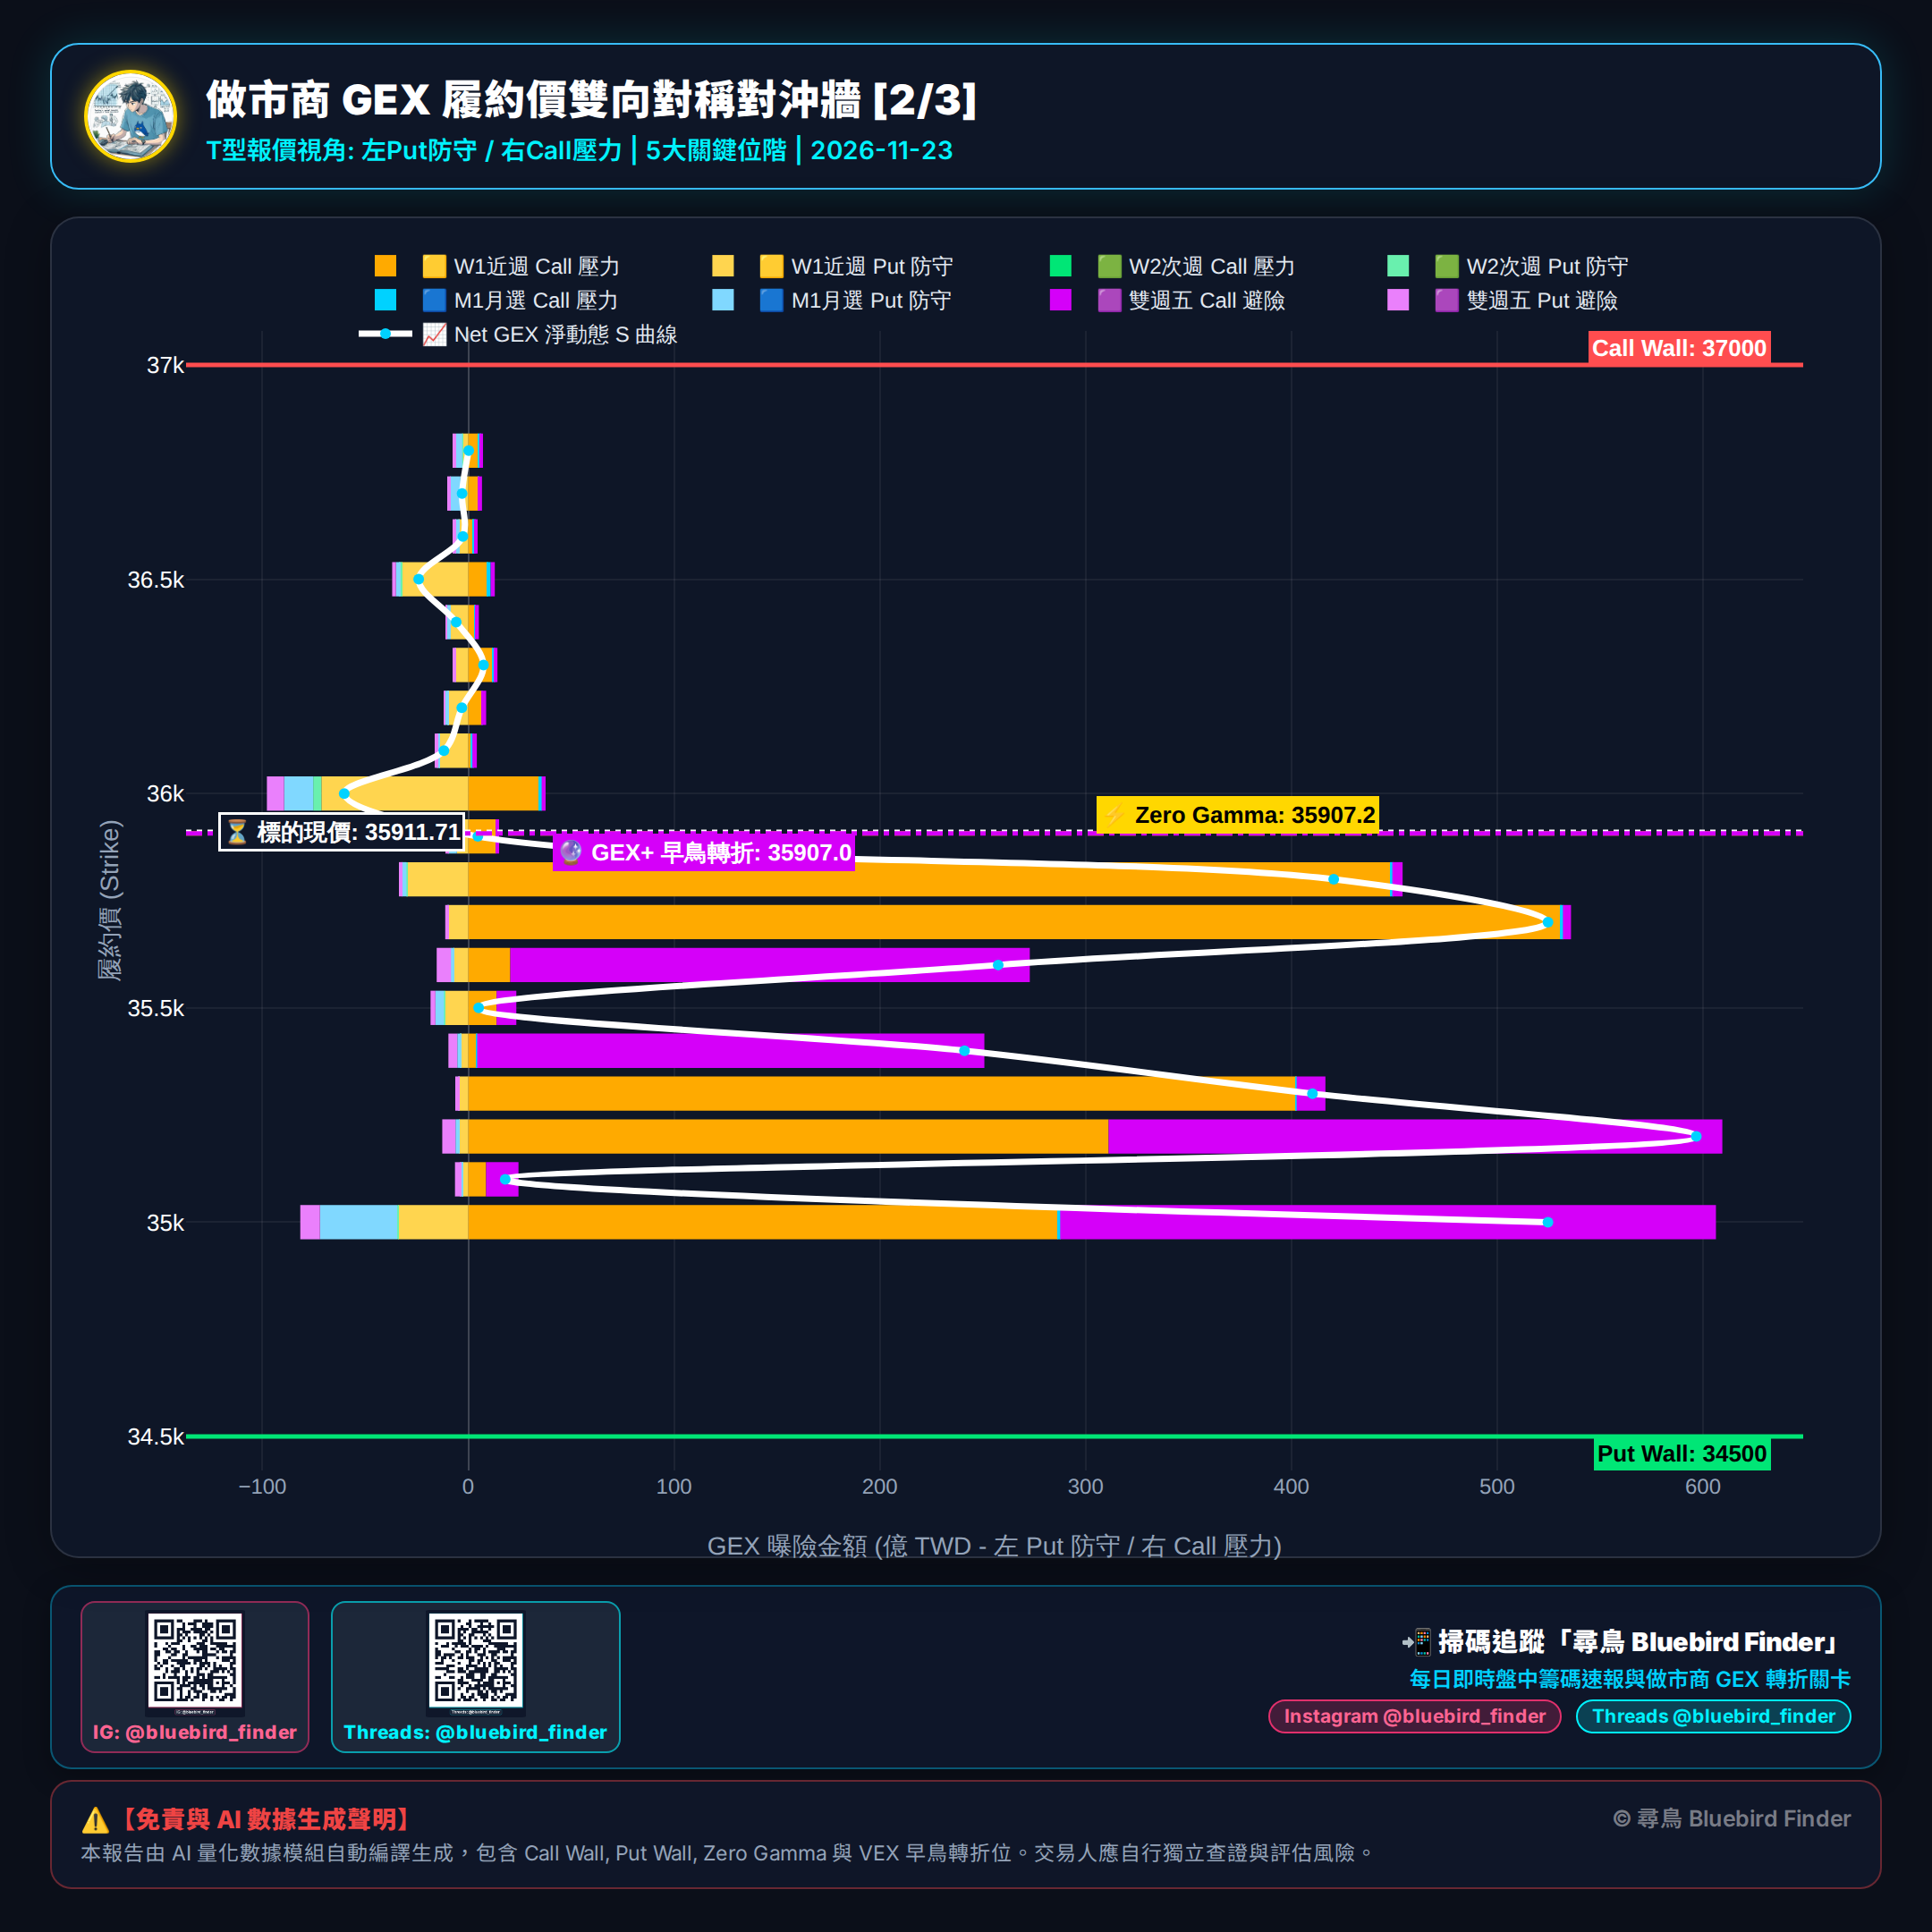 做市商 GEX 履約價雙向對稱對沖牆 [2/3]
T型報價視角: 左Put防守 / 右Call壓力 | 5大關鍵位階 | 2026-11-23
W1近週 Call 壓力
W1近週 Put 防守
W2次週 Call 壓力
W2次週 Put 防守
M1月選 Call 壓力
M1月選 Put 防守
雙週五 Call 避險
雙週五 Put 避險
Net GEX 淨動態 S 曲線
Call Wall: 37000
37k
36.5k
36k
Zero Gamma: 35907.2
標的現價: 35911.71
GEX+ 早鳥轉折: 35907.0
履約價 (Strike)
35.5k
35k
34.5k
Put Wall: 34500
−100
0
100
200
300
400
500
600
GEX 曝險金額 (億 TWD - 左 Put 防守 / 右 Call 壓力)
IG: @bluebird_finder
Threads: @bluebird_finder
IG: @bluebird_finder
Threads: @bluebird_finder
掃碼追蹤「尋鳥 Bluebird Finder」
每日即時盤中籌碼速報與做市商 GEX 轉折關卡
Instagram @bluebird_finder
Threads @bluebird_finder
【免責與 AI 數據生成聲明】
© 尋鳥 Bluebird Finder
本報告由 AI 量化數據模組自動編譯生成，包含 Call Wall, Put Wall, Zero Gamma 與 VEX 早鳥轉折位。交易人應自行獨立查證與評估風險。